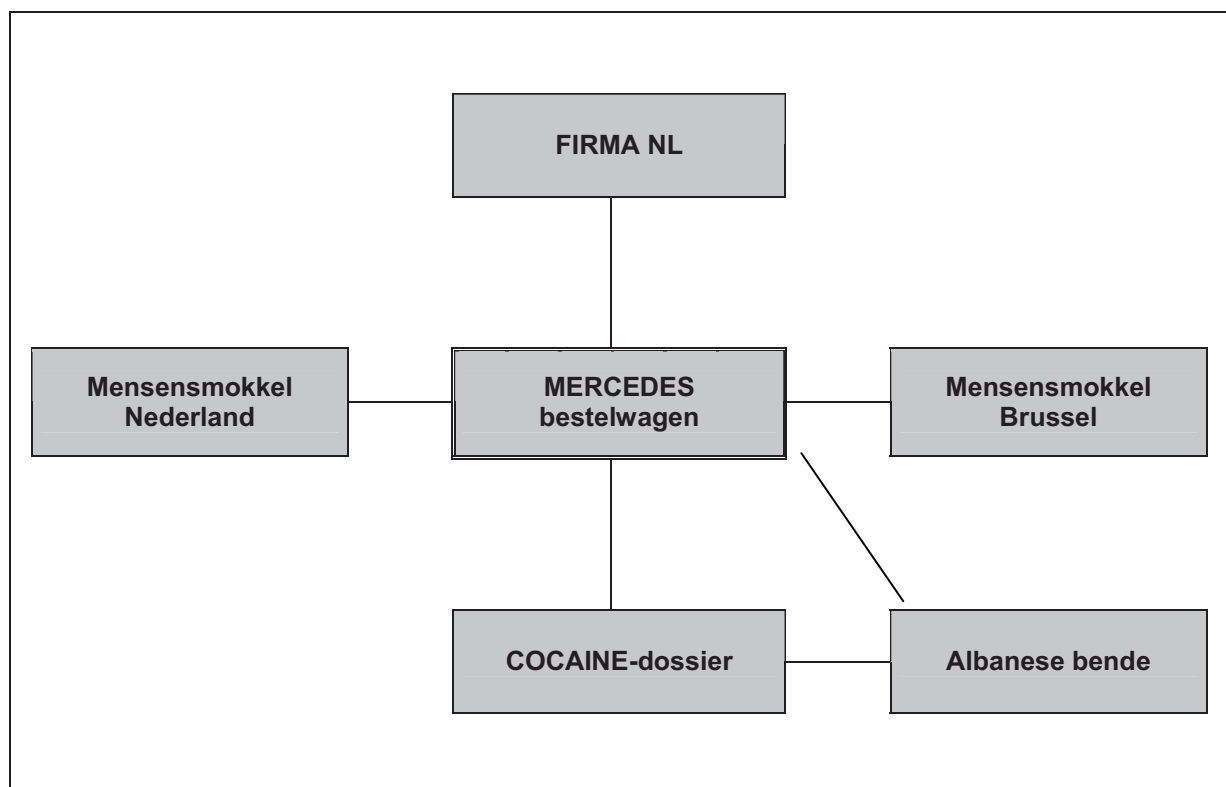 FIRMA NL
Mensensmokkel
Nederland
MERCEDES
bestelwagen
Mensensmokkel
Brussel
COCAINE-dossier
Albanese bende